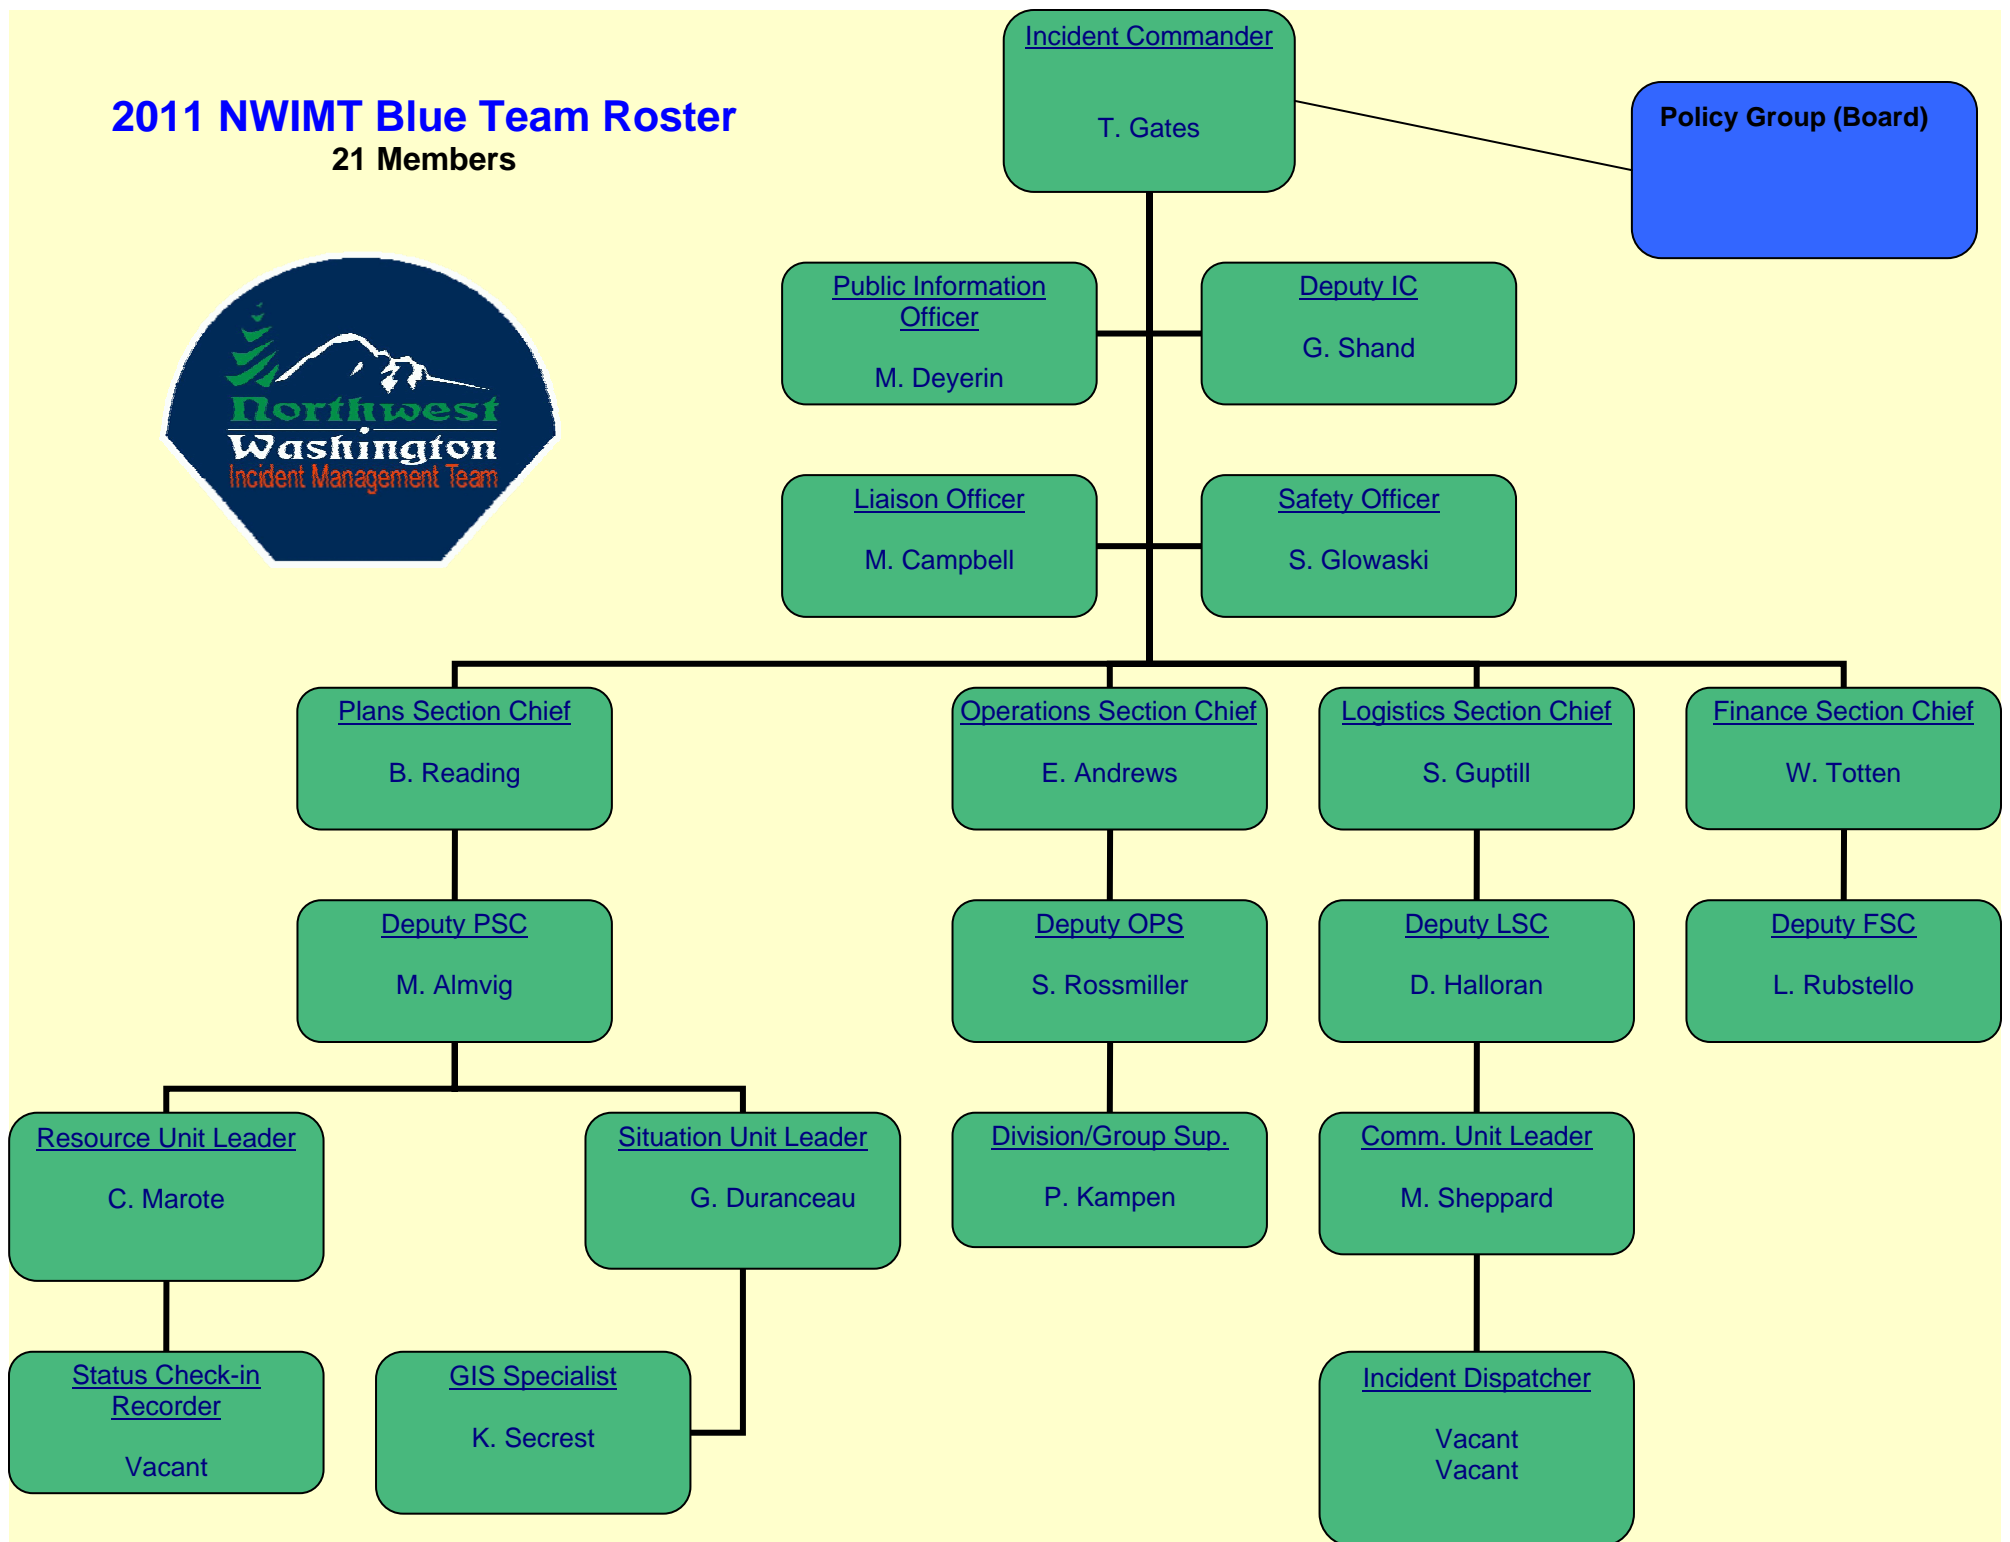 Incident Commander
T. Gates
2011 NWIMT Blue Team Roster
21 Members
Policy Group (Board)
Northwest
Washington
Incident Management Team
Public Information
Officer
M. Deyerin
Deputy IC
G. Shand
Liaison Officer
M. Campbell
Safety Officer
S. Glowaski
Plans Section Chief
B. Reading
Operations Section Chief
E. Andrews
Logistics Section Chief
S. Guptill
Finance Section Chief
W. Totten
Deputy PSC
M. Almvig
Deputy OPS
S. Rossmiller
Deputy LSC
D. Halloran
Deputy FSC
L. Rubstello
Resource Unit Leader
C. Marote
Situation Unit Leader
G. Duranceau
Division/Group Sup.
P. Kampen
Comm. Unit Leader
M. Sheppard
Status Check-in
Recorder
Vacant
GIS Specialist
K. Secrest
Incident Dispatcher
Vacant
Vacant